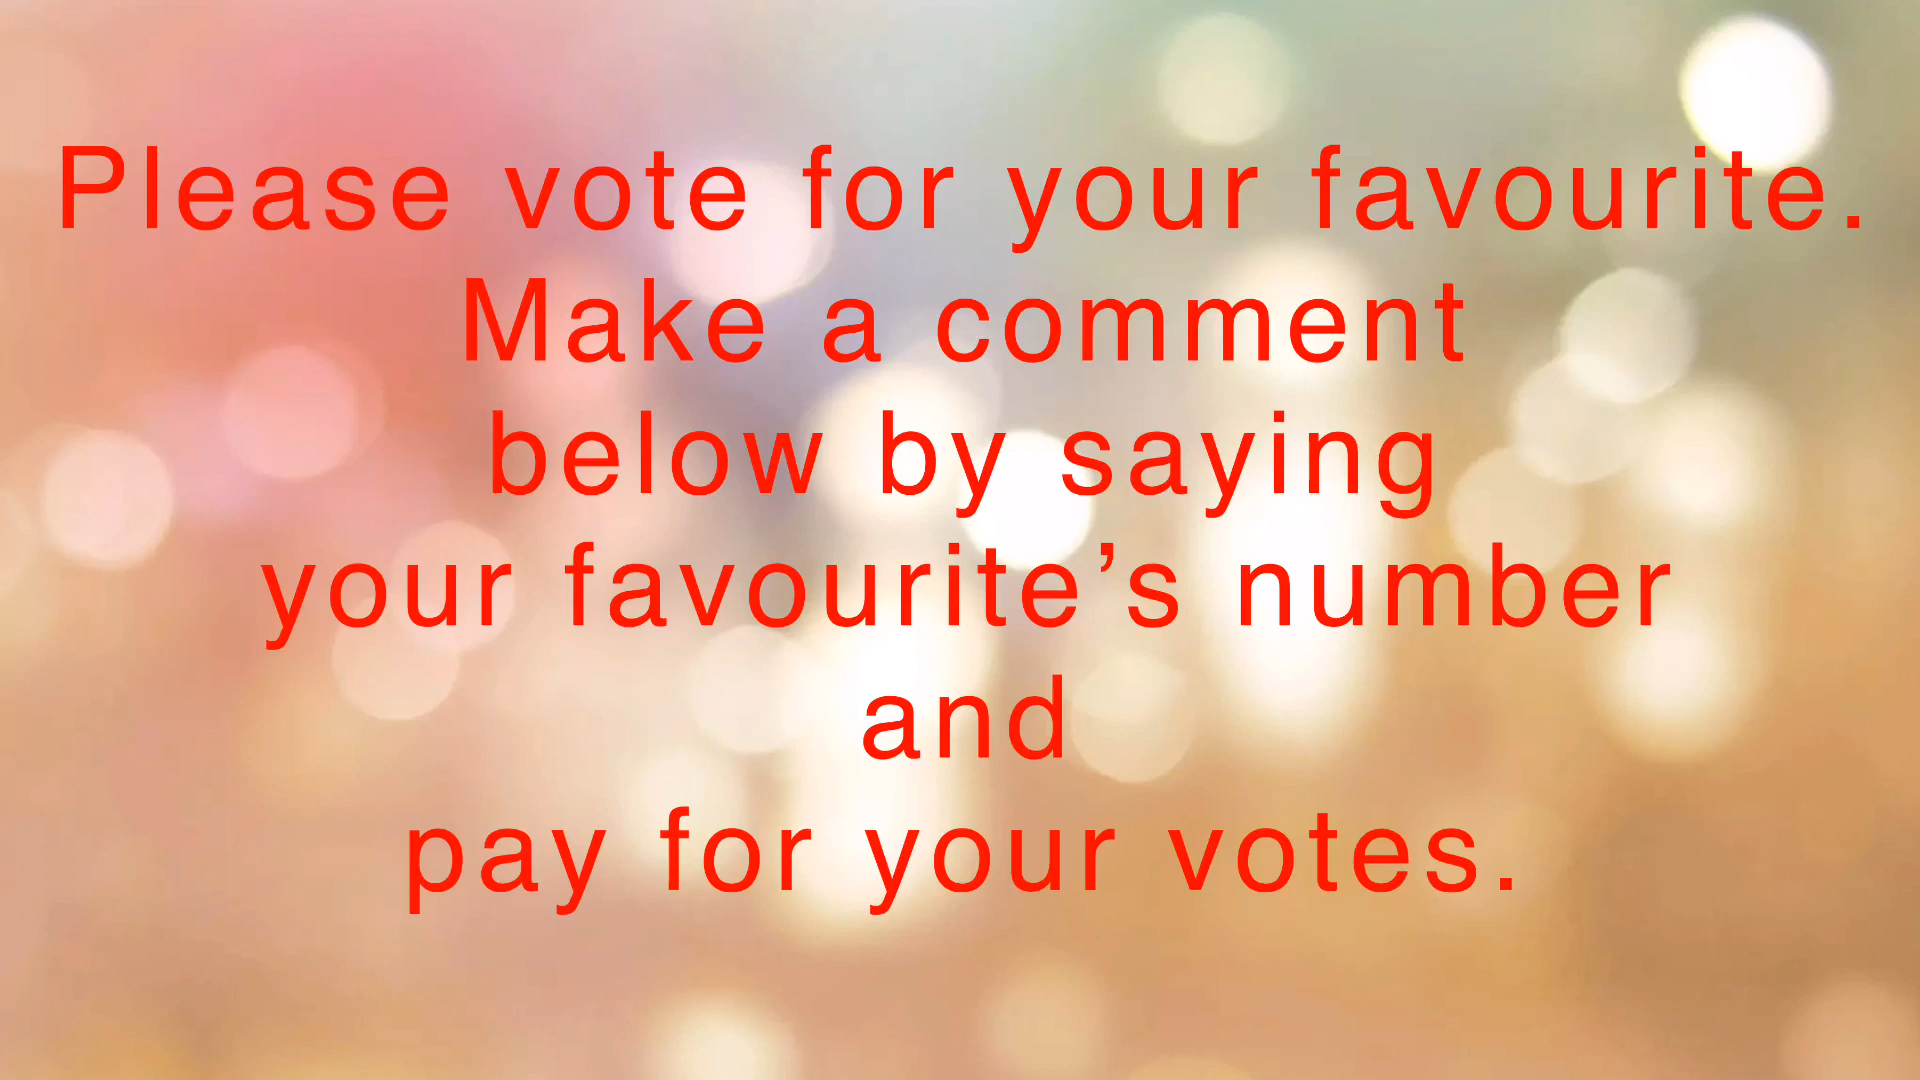 Please vote for your favourite.
Make a comment
below by saying
your favourite’s number
and
pay for your votes.